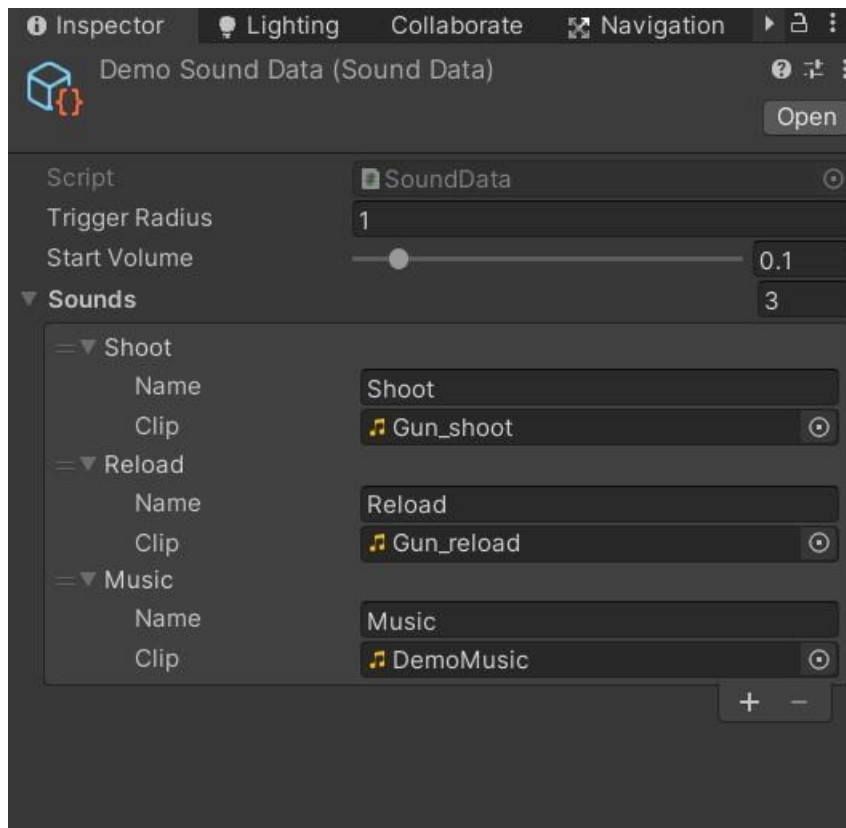 Inspector Lighting Collaborate Navigation
Demo Sound Data (Sound Data)
Open
Script SoundData
Trigger Radius 1
Start Volume 0.1
Sounds 3
Shoot
Name Shoot
Clip Gun_shoot
Reload
Name Reload
Clip Gun_reload
Music
Name Music
Clip DemoMusic